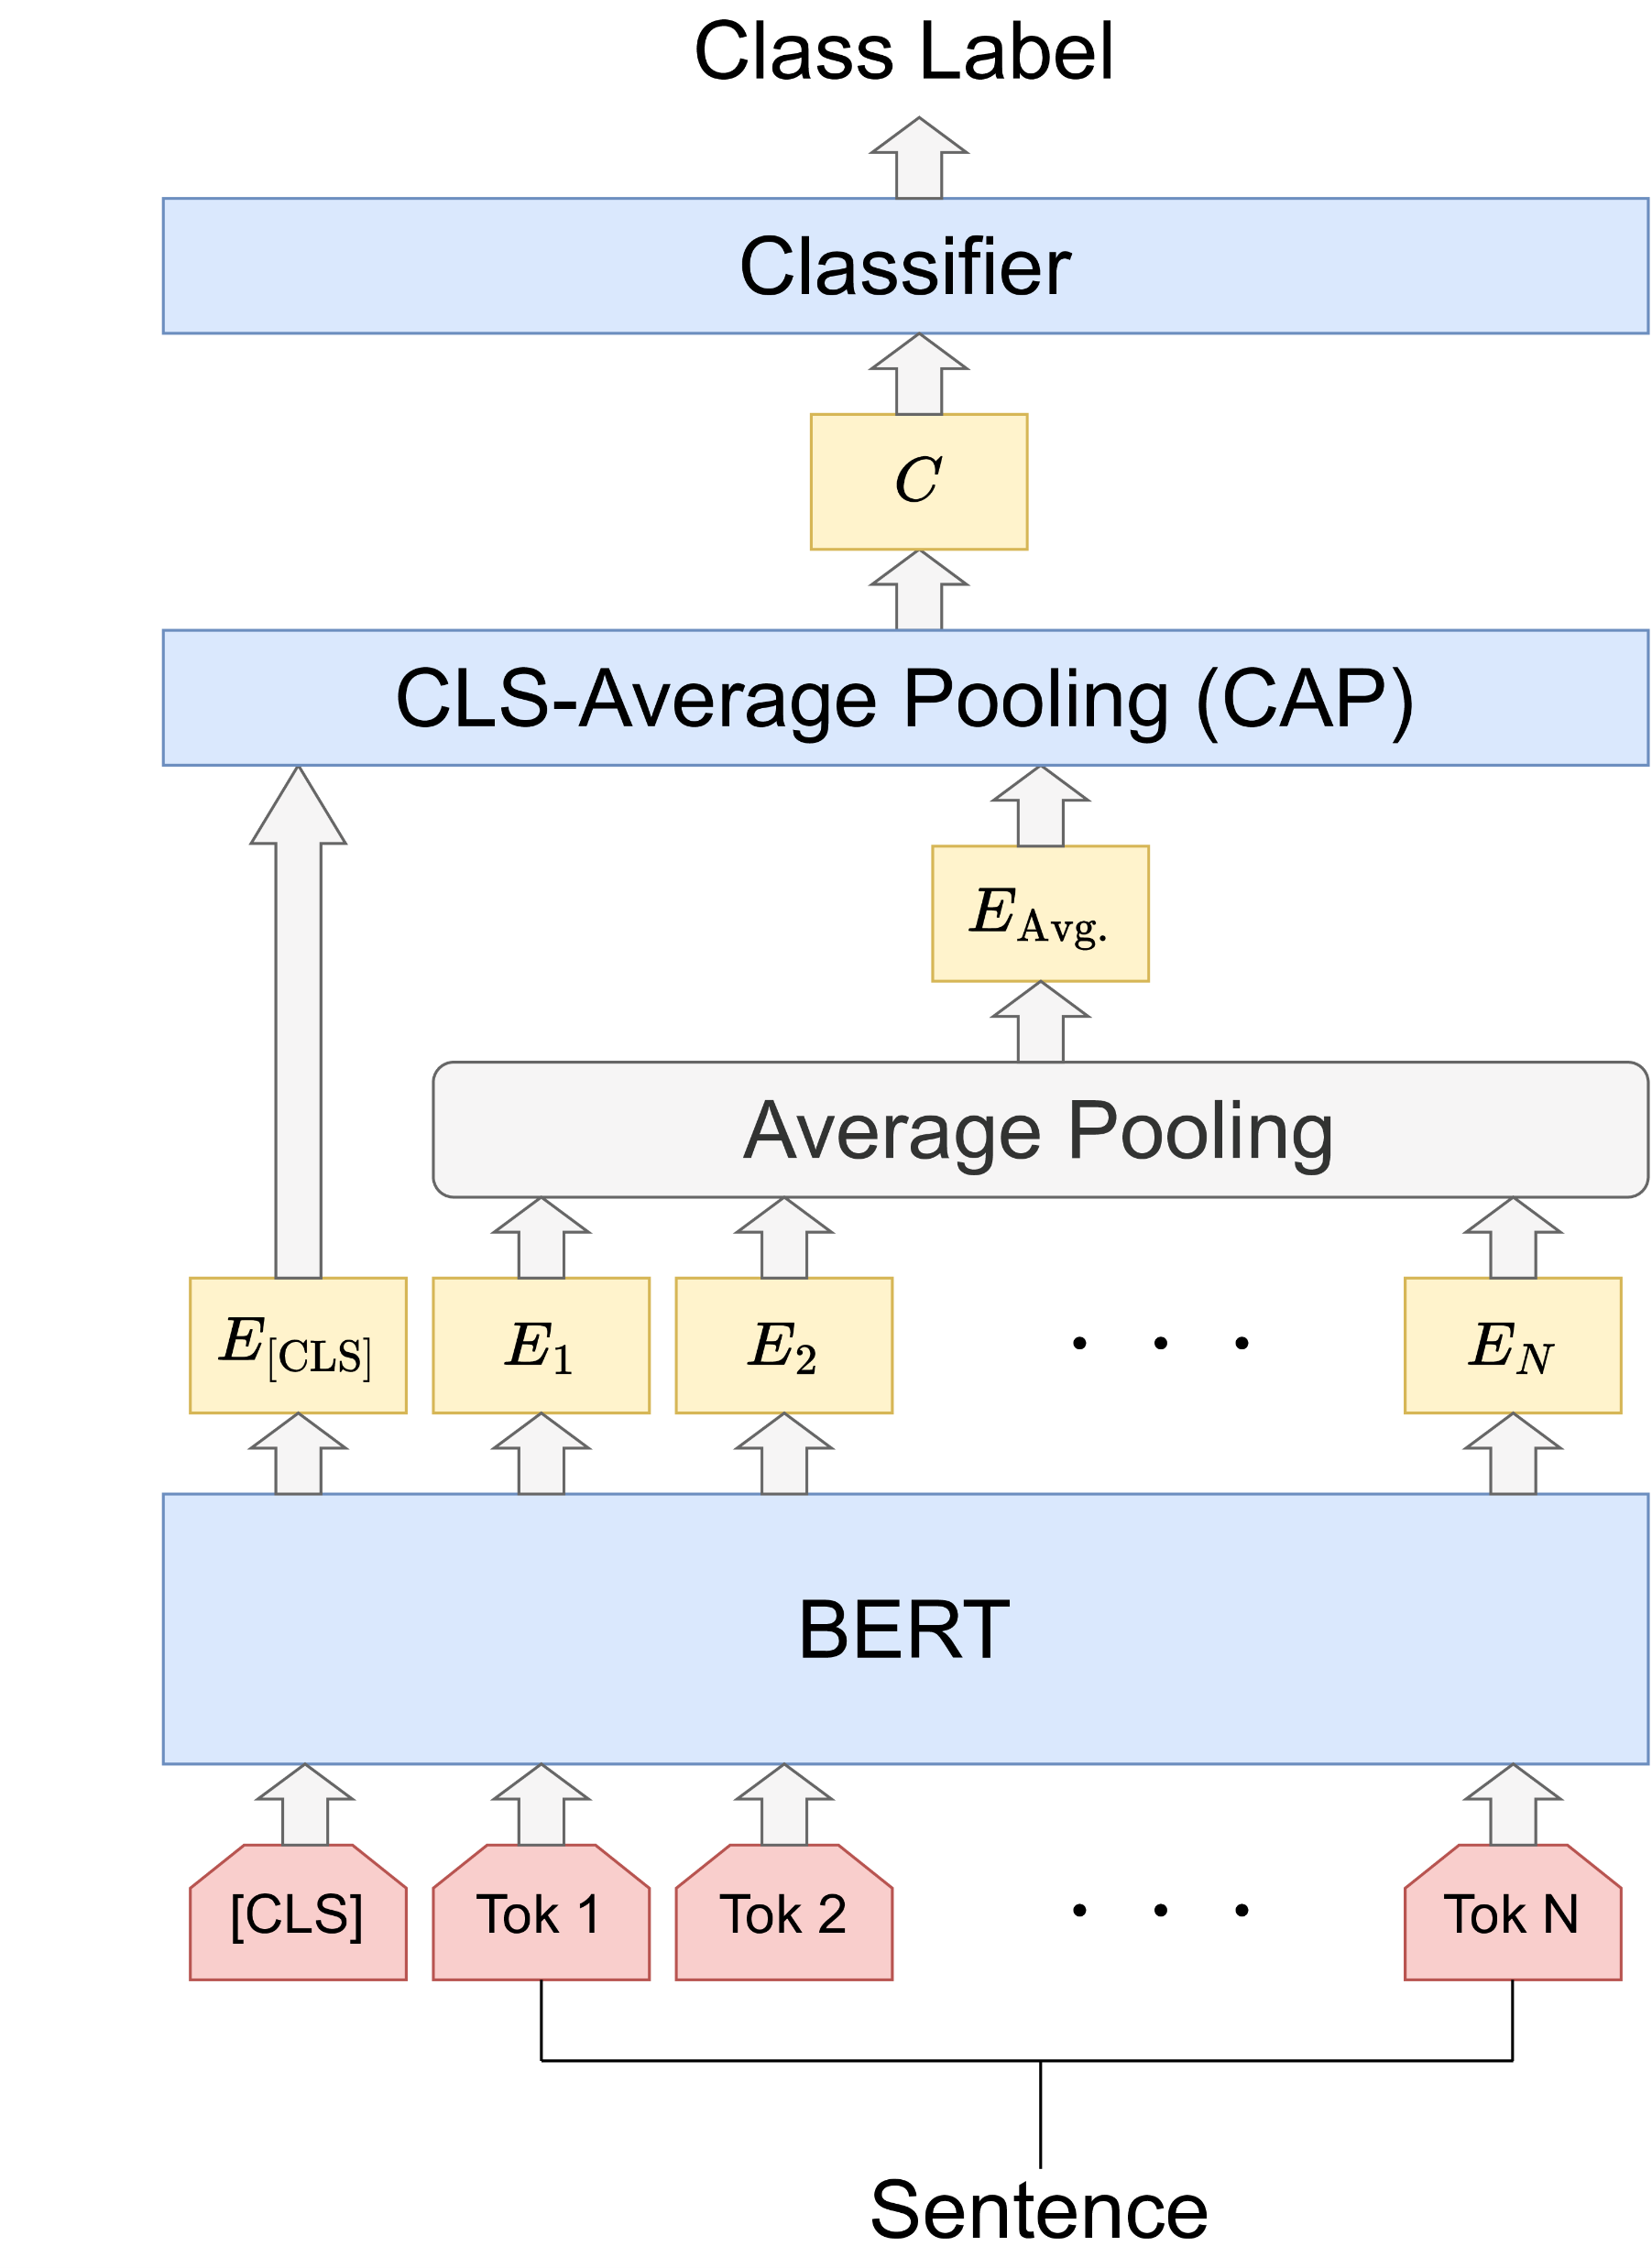 Class Label
Classifier
C
CLS-Average Pooling (CAP)
E_Avg.
Average Pooling
E_[CLS] E_1 E_2 . . . E_N
BERT
[CLS] Tok 1 Tok 2 . . . Tok N
Sentence